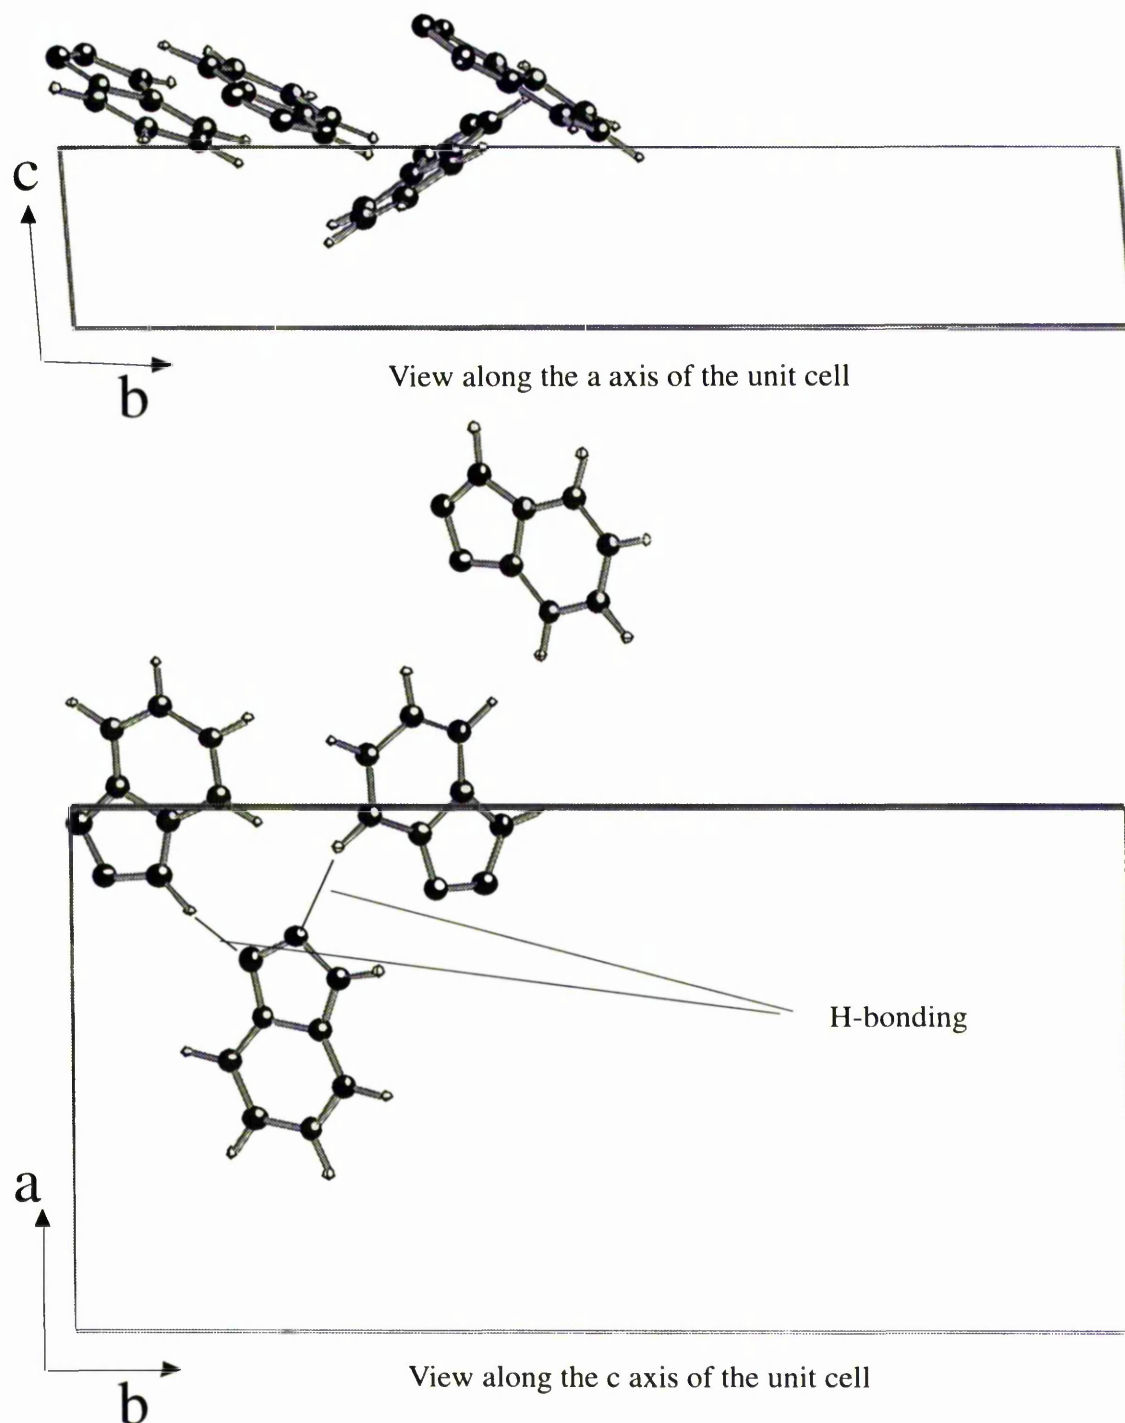 c
b
View along the a axis of the unit cell
H-bonding
a
View along the c axis of the unit cell
b